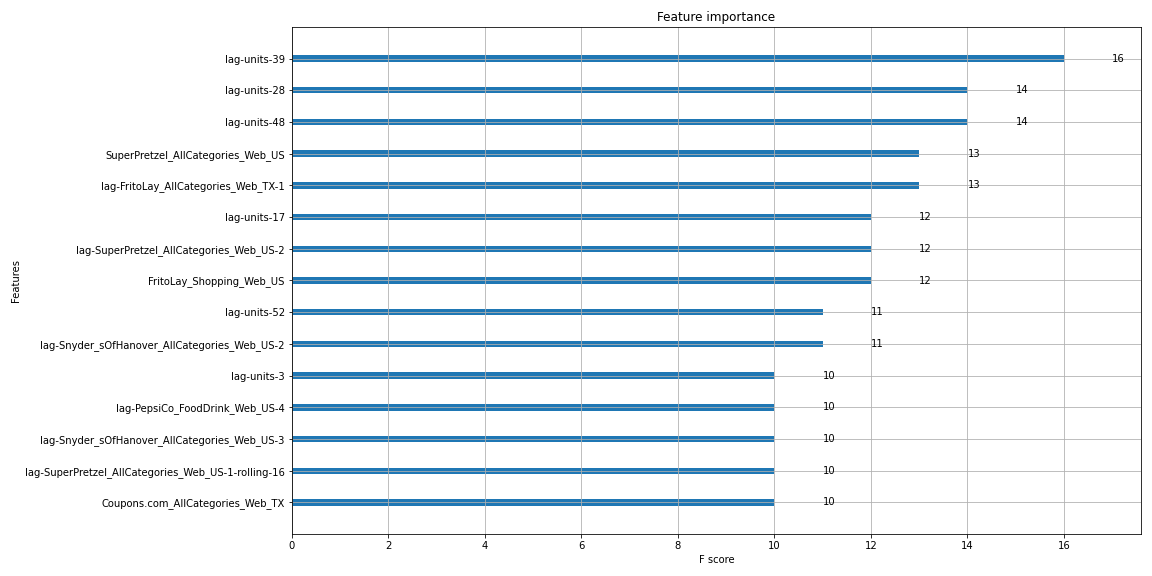 Feature importance
lag-units-39 16
lag-units-28 14
lag-units-48 14
SuperPretzel_AllCategories_Web_US 13
lag-FritoLay_AllCategories_Web_TX-1 13
lag-units-17 12
lag-SuperPretzel_AllCategories_Web_US-2 12
FritoLay_Shopping_Web_US 12
lag-units-52 11
lag-Snyder_sOfHanover_AllCategories_Web_US-2 11
lag-units-3 10
lag-PepsiCo_FoodDrink_Web_US-4 10
lag-Snyder_sOfHanover_AllCategories_Web_US-3 10
lag-SuperPretzel_AllCategories_Web_US-1-rolling-16 10
Coupons.com_AllCategories_Web_TX 10
Features
0 2 4 6 8 10 12 14 16
F score